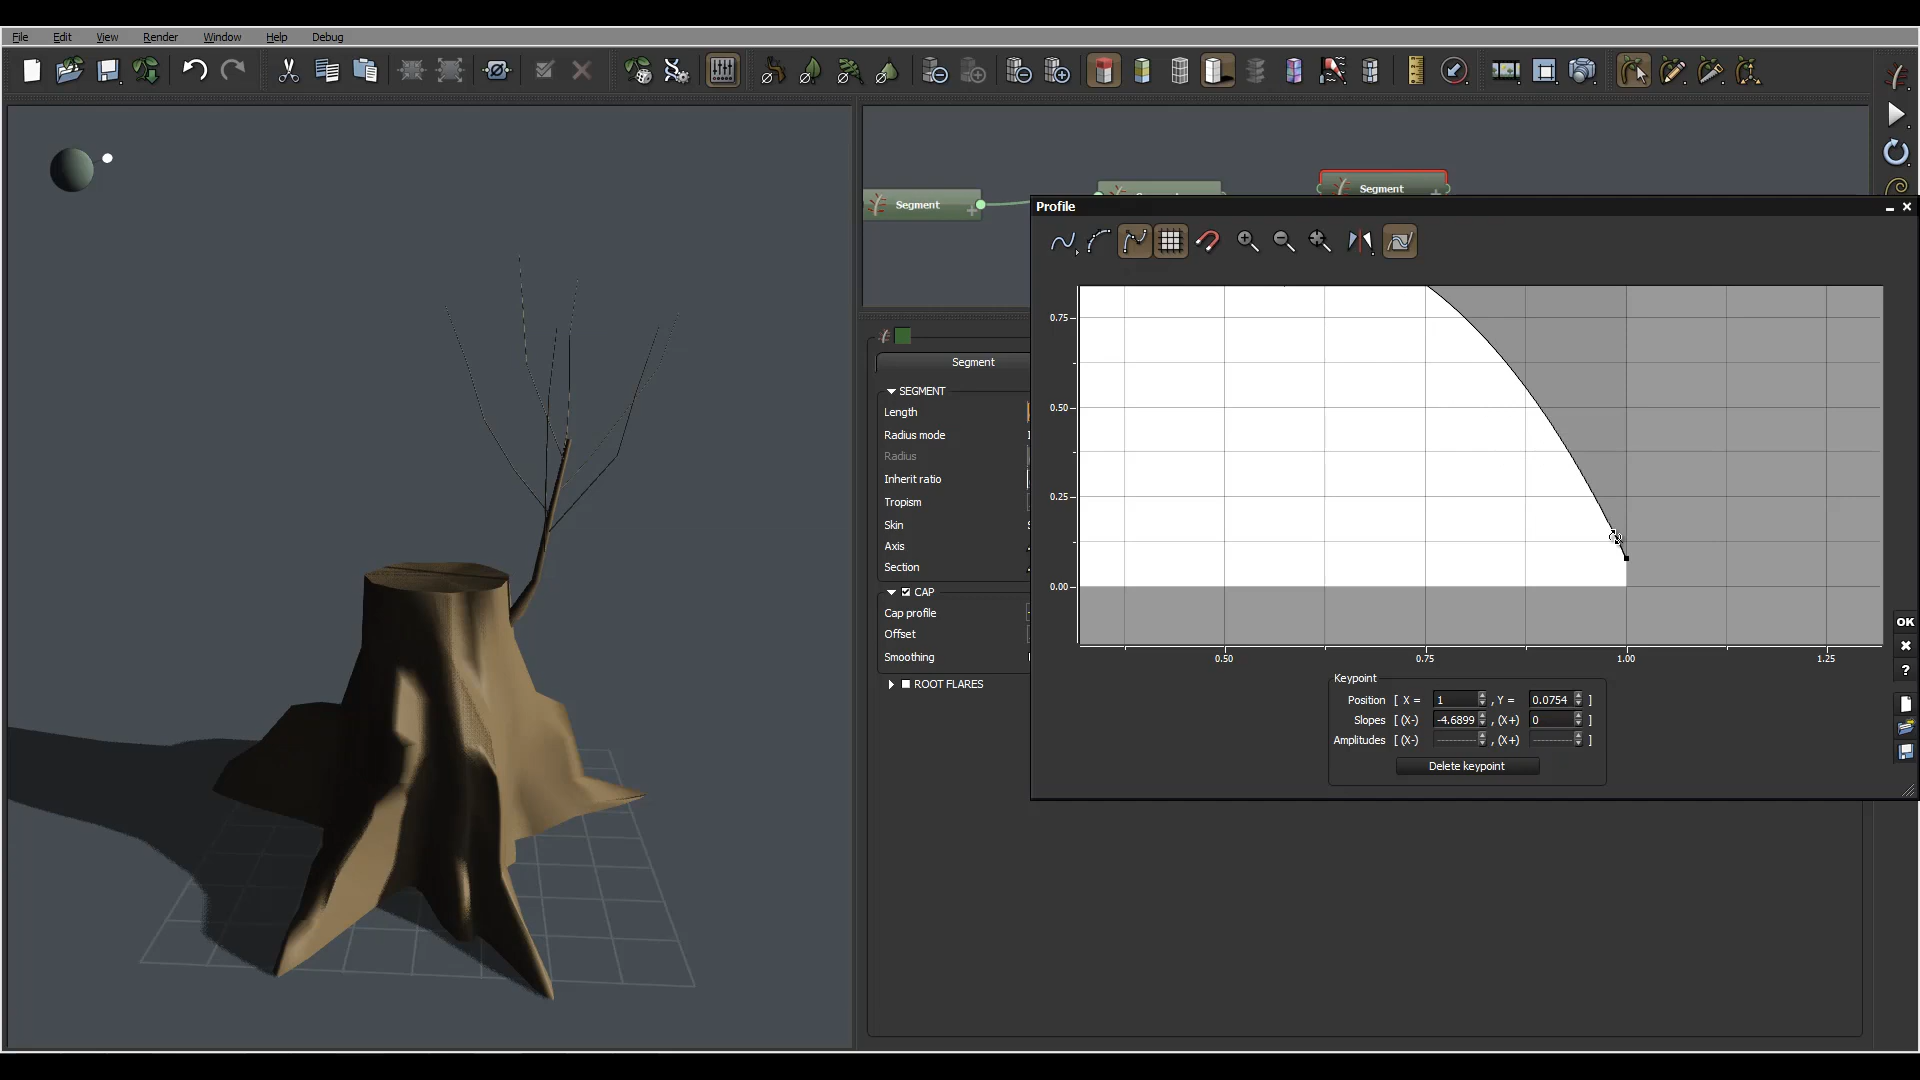 File Edit View Render Window Help Debug
Segment
Segment
Profile
0.75
0.50
0.25
0.00
0.50 0.75 1.00 1.25
Segment
SEGMENT
Length
Radius mode
Radius
Inherit ratio
Tropism
Skin
Axis
Section
CAP
Cap profile
Offset
Smoothing
ROOT FLARES
OK
?
Keypoint
Position [ X = 1 , Y = 0.0754 ]
Slopes [ (X-) -4.6899 , (X+) 0 ]
Amplitudes [ (X-) ---------- , (X+) ---------- ]
Delete keypoint